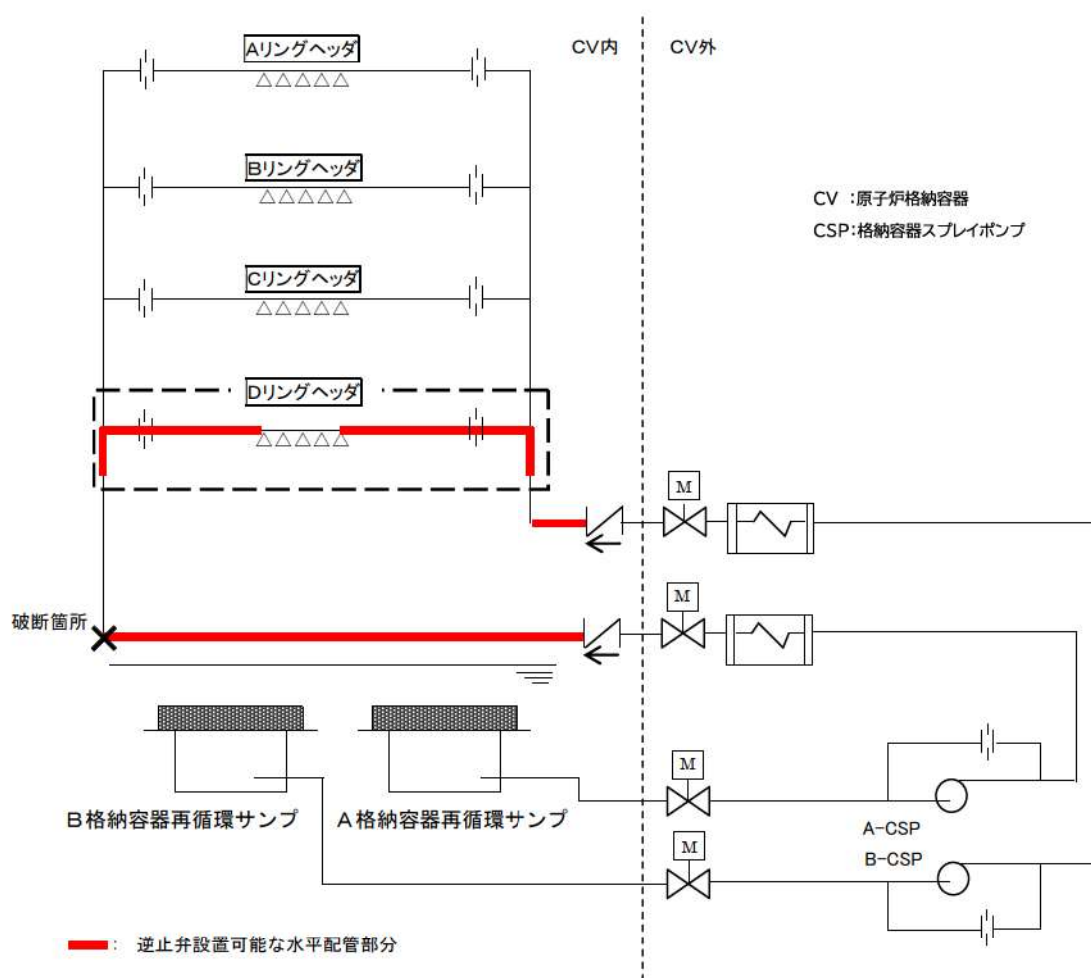 Aリングヘッダ
CV内
CV外
Bリングヘッダ
CV :原子炉格納容器
CSP:格納容器スプレイポンプ
Cリングヘッダ
Dリングヘッダ
M
M
破断箇所
M
B格納容器再循環サンプ
A格納容器再循環サンプ
A-CSP
M
B-CSP
: 逆止弁設置可能な水平配管部分